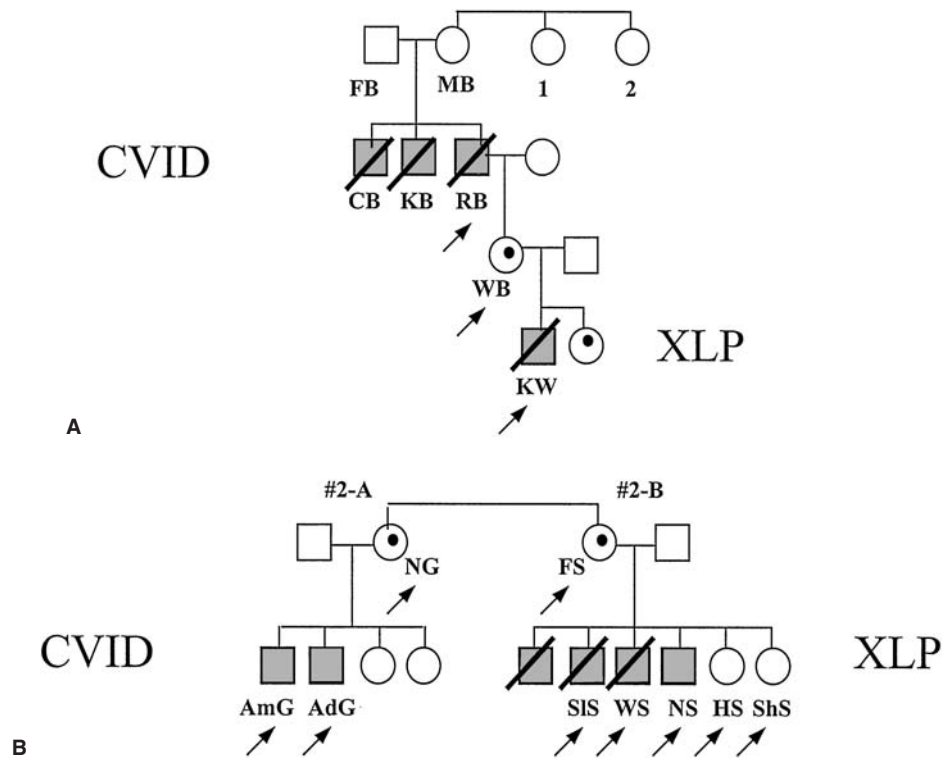 FB MB 1 2
CVID
CB KB RB
WB
XLP
KW
A
#2-A #2-B
NG FS
CVID XLP
AmG AdG SlS WS NS HS ShS
B